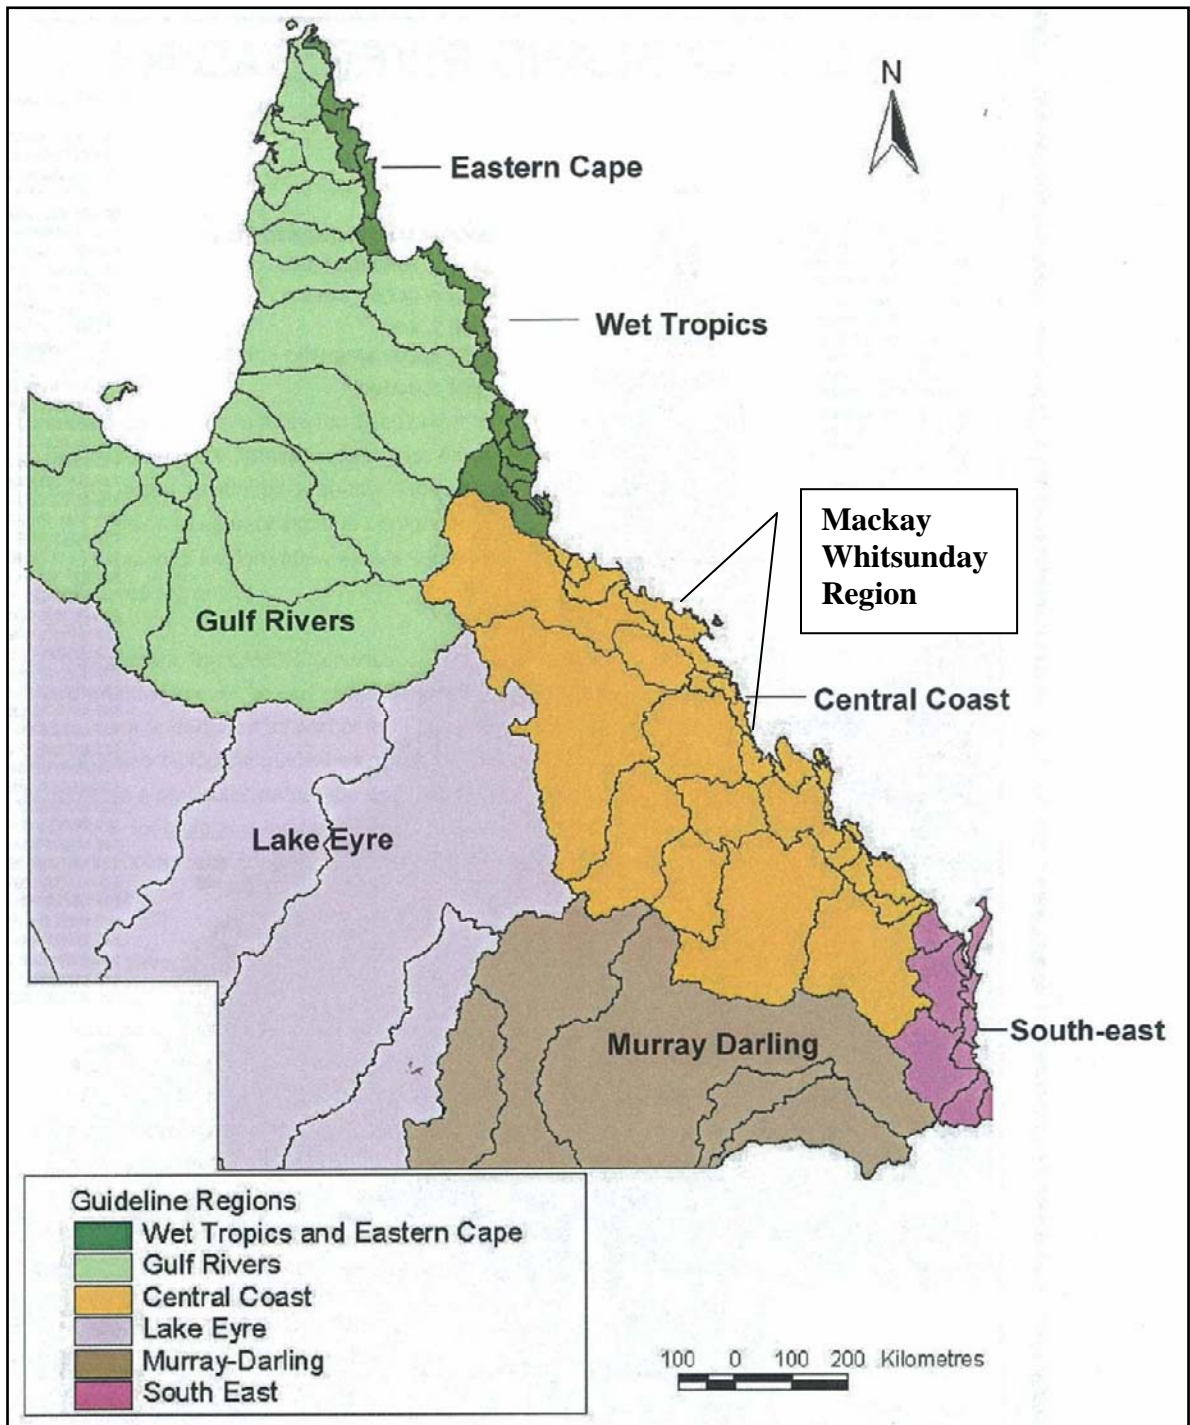 N
Eastern Cape
Wet Tropics
Mackay
Whitsunday
Region
Gulf Rivers
Central Coast
Lake Eyre
South-east
Murray Darling
Guideline Regions
Wet Tropics and Eastern Cape
Gulf Rivers
Central Coast
Lake Eyre
Murray-Darling
South East
100 0 100 200 Kilometres